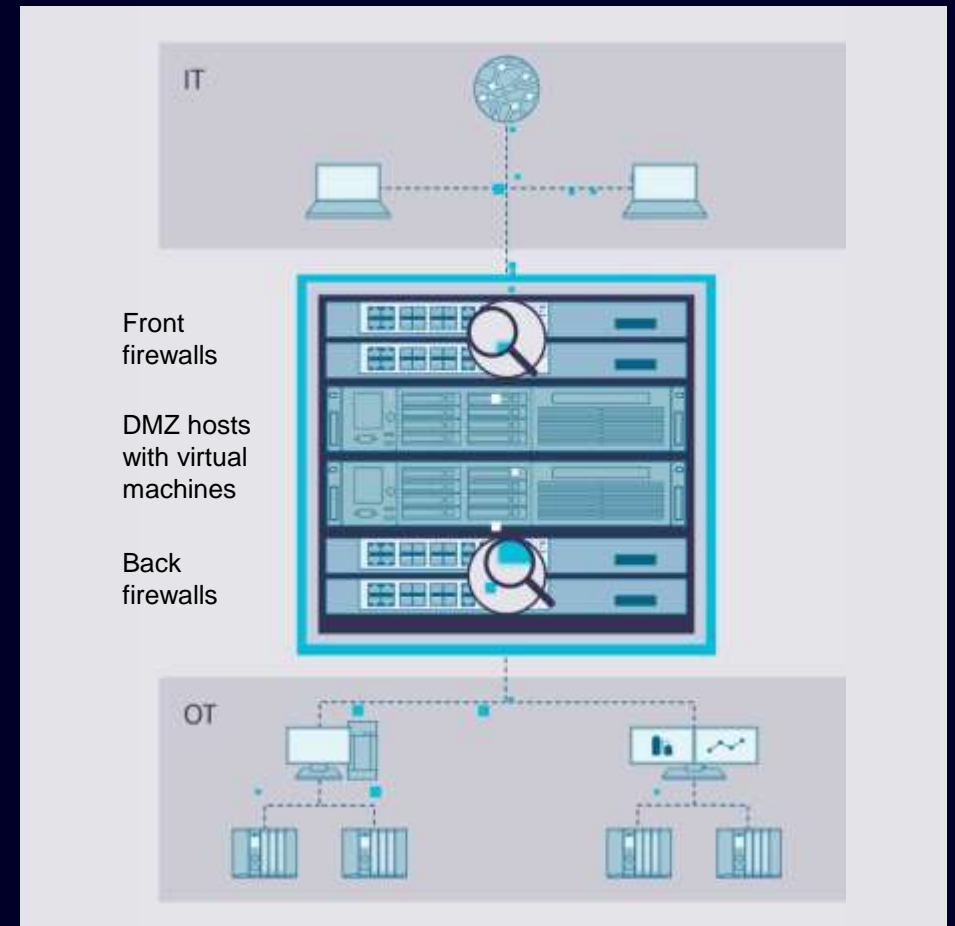 IT
Front
firewalls
DMZ hosts
with virtual
machines
Back
firewalls
OT